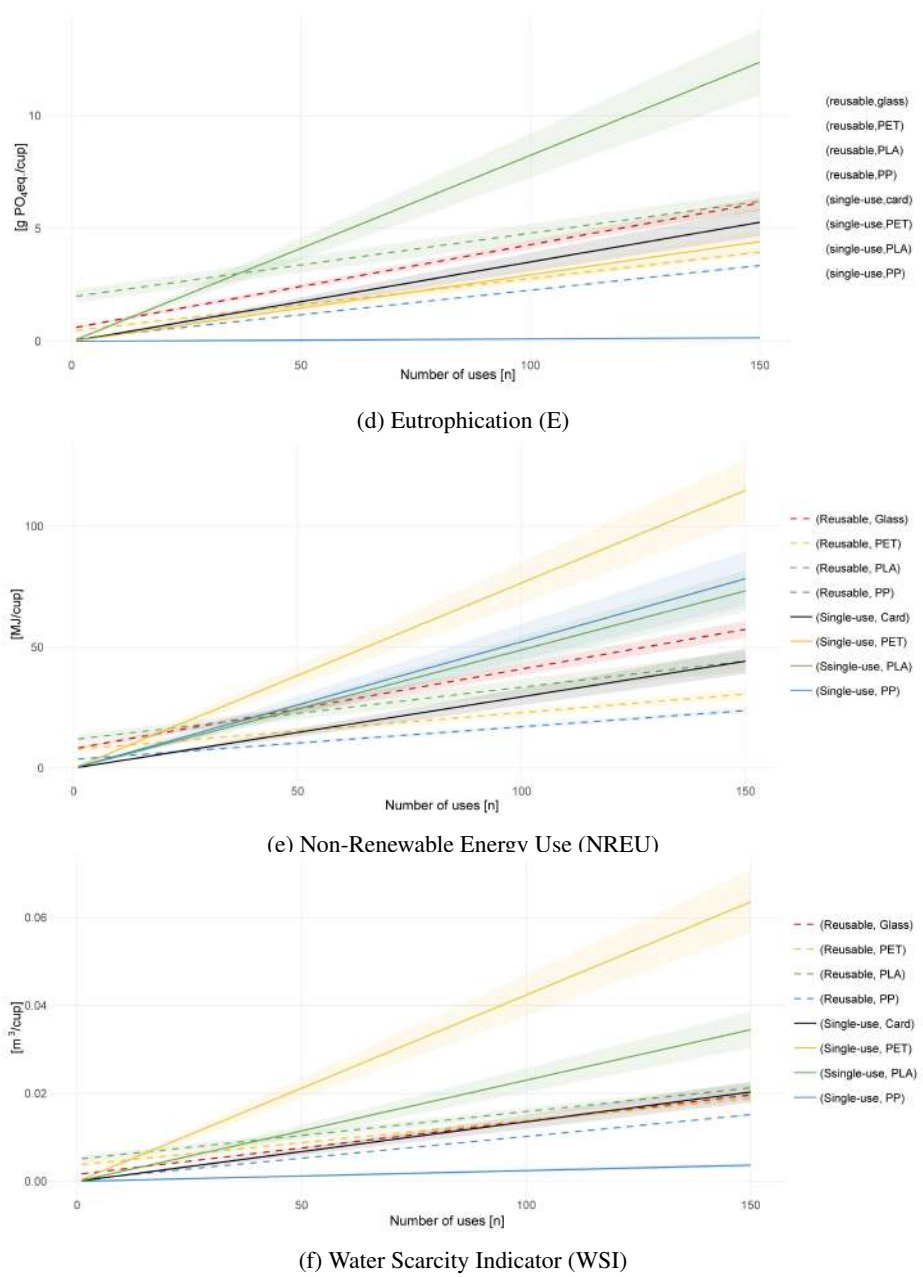 [g PO4eq./cup]
10
5
0
0
50
100
150
Number of uses [n]
(reusable,glass)
(reusable,PET)
(reusable,PLA)
(reusable,PP)
(single-use,card)
(single-use,PET)
(single-use,PLA)
(single-use,PP)
(d) Eutrophication (E)
[MJ/cup]
100
50
0
0
50
100
150
Number of uses [n]
(Reusable, Glass)
(Reusable, PET)
(Reusable, PLA)
(Reusable, PP)
(Single-use, Card)
(Single-use, PET)
(Ssingle-use, PLA)
(Single-use, PP)
(e) Non-Renewable Energy Use (NREU)
[m3/cup]
0.06
0.04
0.02
0.00
0
50
100
150
Number of uses [n]
(Reusable, Glass)
(Reusable, PET)
(Reusable, PLA)
(Reusable, PP)
(Single-use, Card)
(Single-use, PET)
(Ssingle-use, PLA)
(Single-use, PP)
(f) Water Scarcity Indicator (WSI)